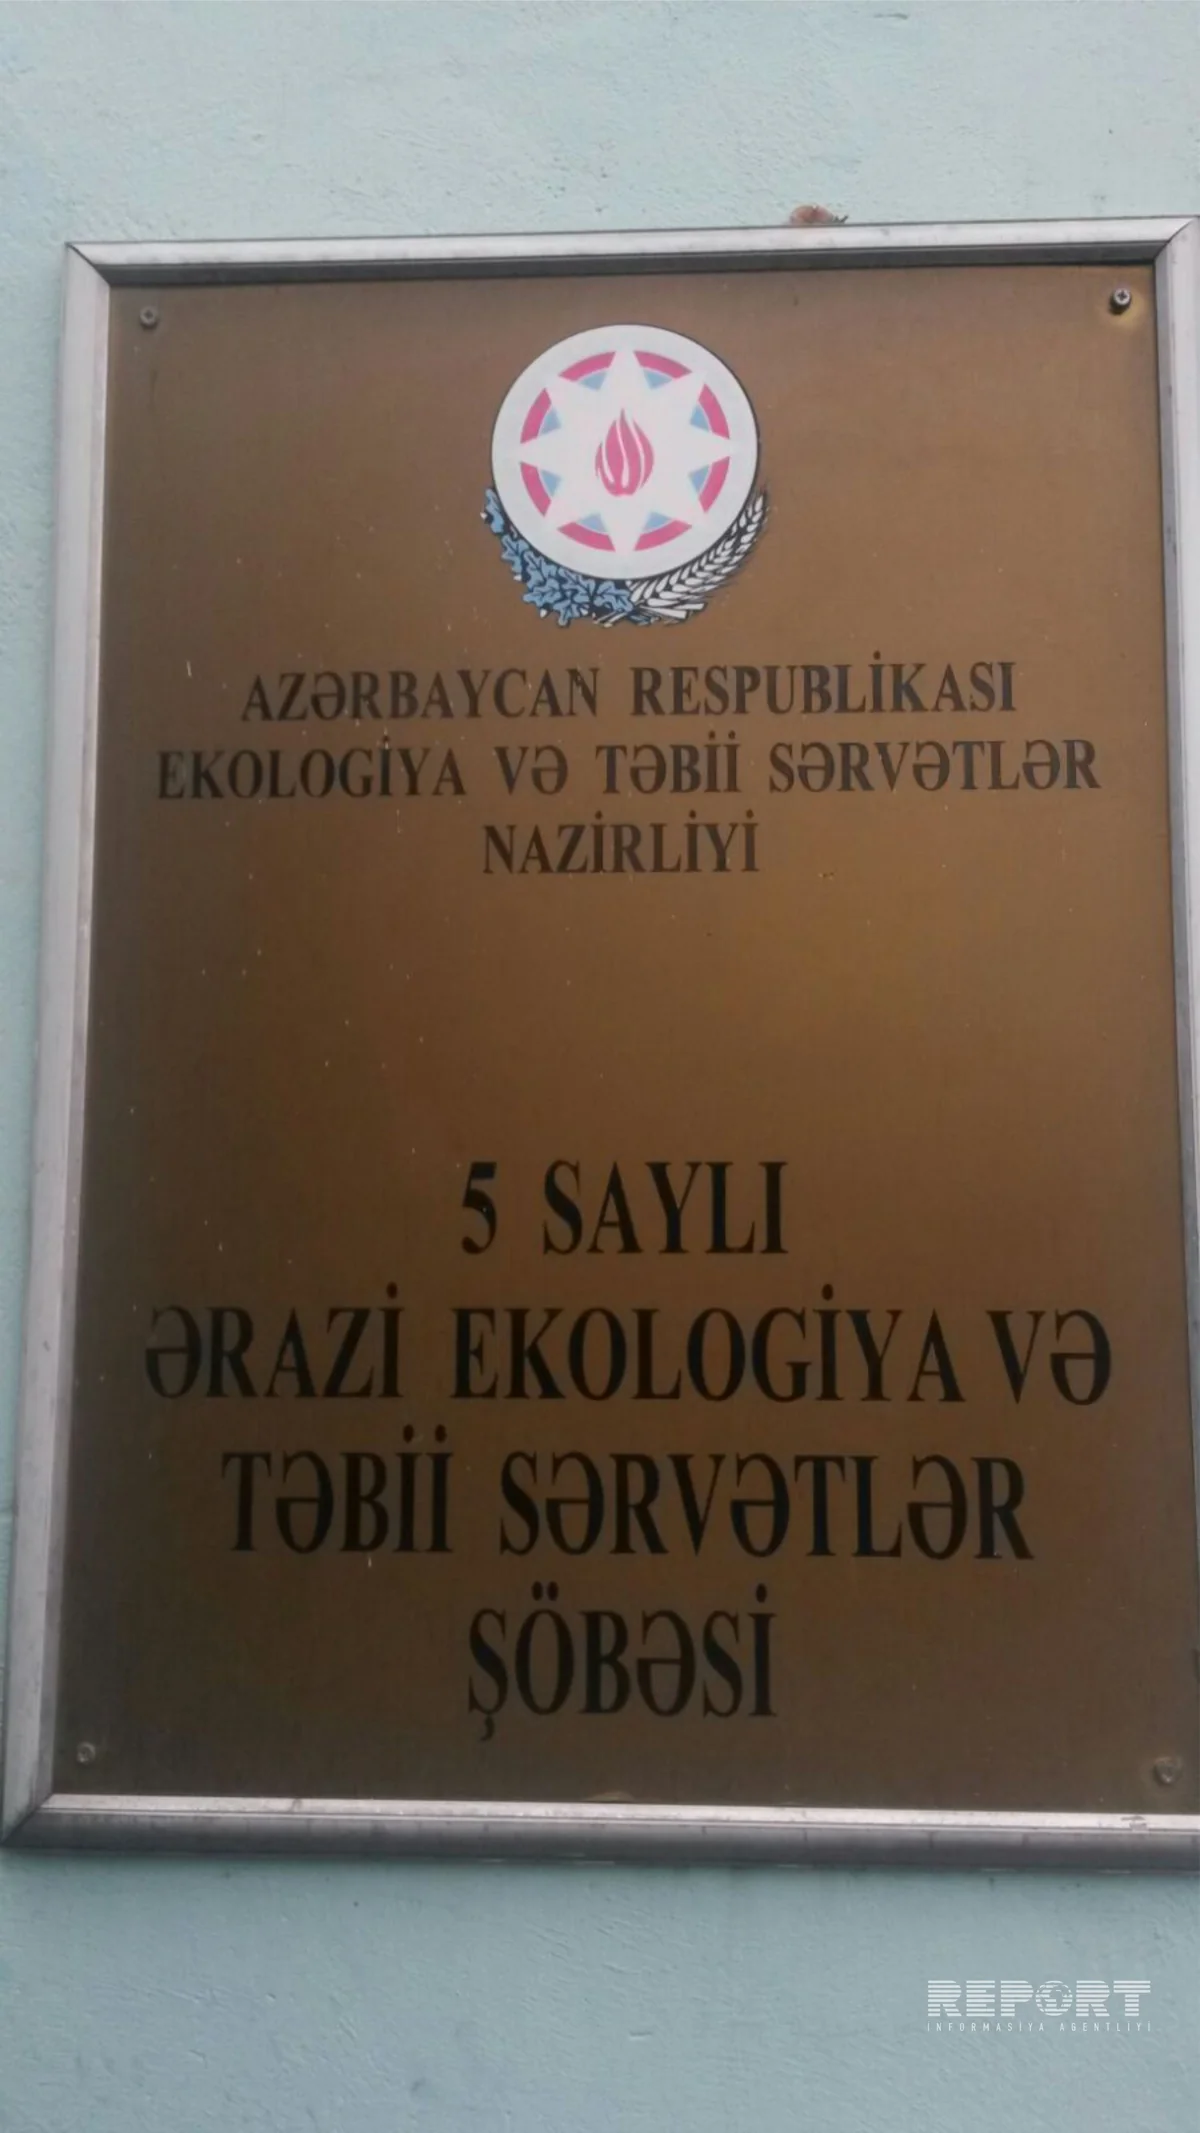 AZƏRBAYCAN RESPUBLİKASI
EKOLOGİYA VƏ TƏBİİ SƏRVƏTLƏR
NAZİRLİYİ
5 SAYLI
ƏRAZİ EKOLOGİYA VƏ
TƏBİİ SƏRVƏTLƏR
ŞÖBƏSİ
REPORT
İNFORMASİYA AGENTLİYİ